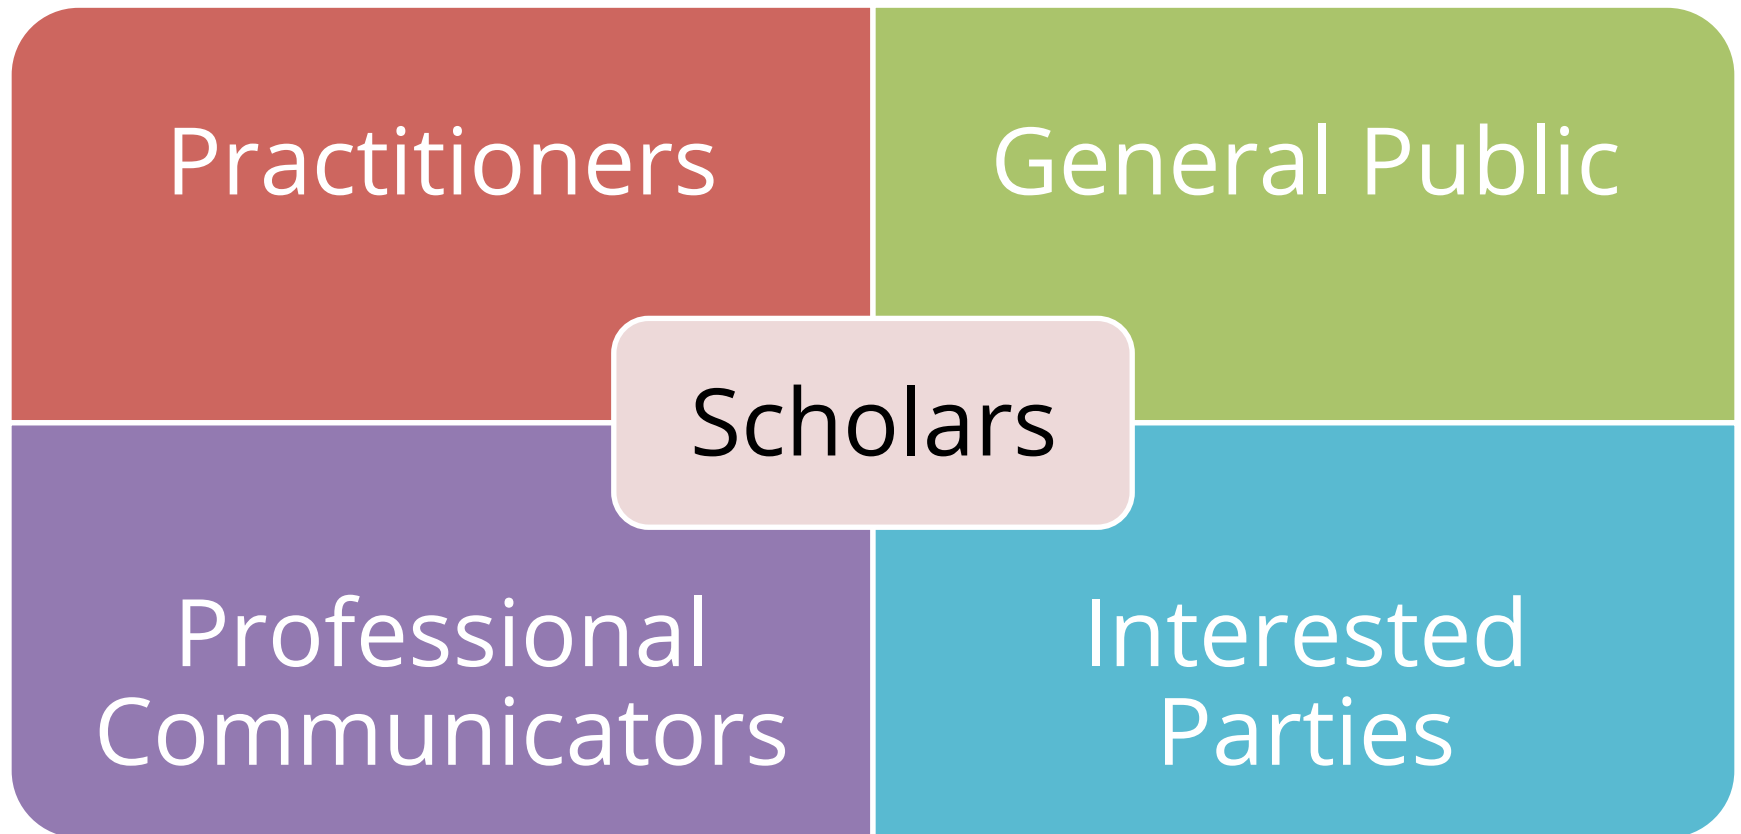 Practitioners
General Public
Scholars
Professional
Communicators
Interested
Parties